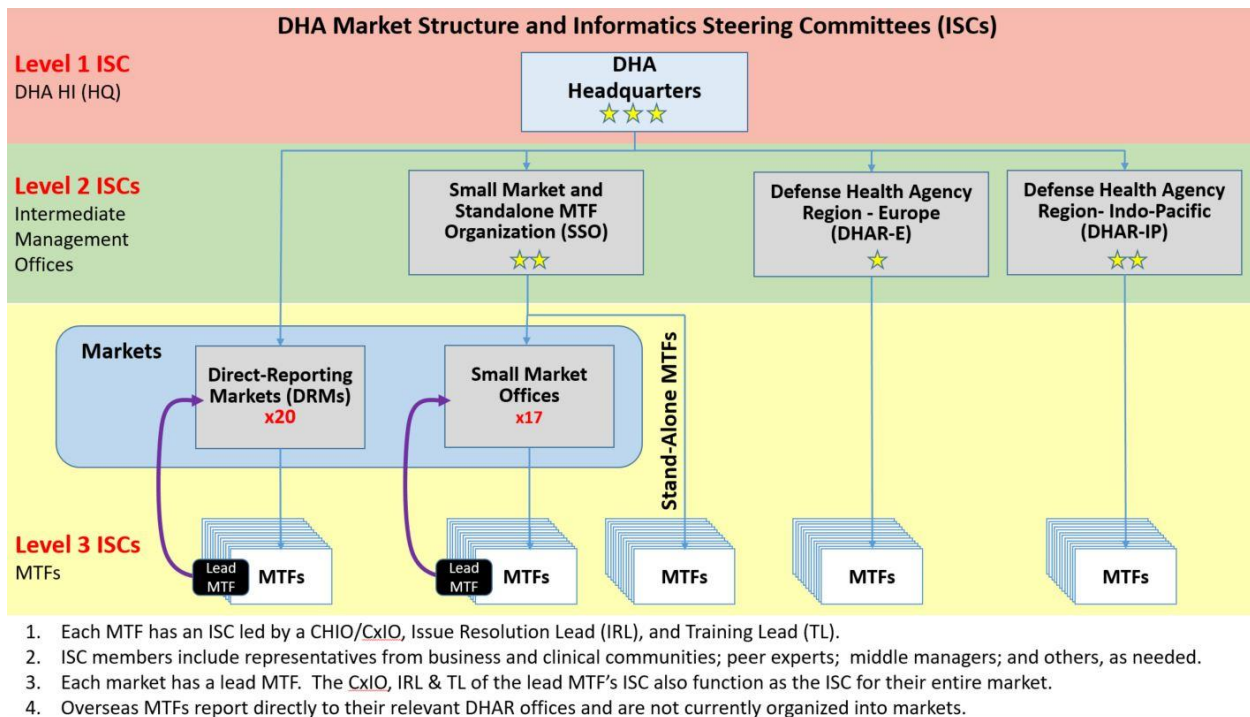 DHA Market Structure and Informatics Steering Committees (ISCs)
Level 1 ISC
DHA HI (HQ)
DHA
Headquarters
Level 2 ISCs
Intermediate
Management
Offices
Small Market and
Standalone MTF
Organization (SSO)
Defense Health Agency
Region - Europe
(DHAR-E)
Defense Health Agency
Region- Indo-Pacific
(DHAR-IP)
Markets
Direct-Reporting
Markets (DRMs)
x20
Small Market
Offices
x17
Stand-Alone MTFs
Level 3 ISCs
MTFs
Lead
MTF
MTFs
Lead
MTF
MTFs
MTFs
MTFs
MTFs
1. Each MTF has an ISC led by a CHIO/CxIO, Issue Resolution Lead (IRL), and Training Lead (TL).
2. ISC members include representatives from business and clinical communities; peer experts; middle managers; and others, as needed.
3. Each market has a lead MTF. The CxIO, IRL & TL of the lead MTF's ISC also function as the ISC for their entire market.
4. Overseas MTFs report directly to their relevant DHAR offices and are not currently organized into markets.